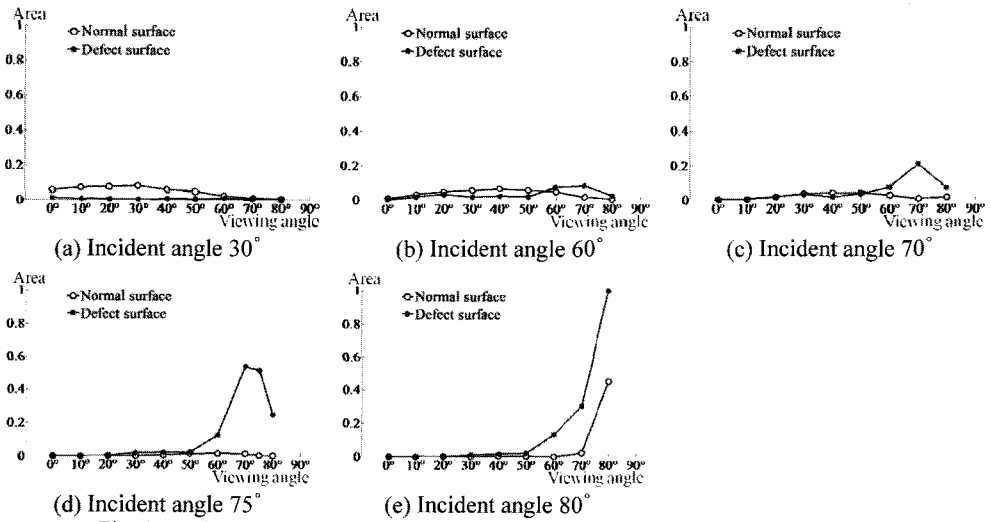 Area
1
0.8
0.6
0.4
0.2
0
Normal surface
Defect surface
0° 10° 20° 30° 40° 50° 60° 70° 80° 90°
Viewing angle
(a) Incident angle 30°
Area
1
0.8
0.6
0.4
0.2
0
Normal surface
Defect surface
0° 10° 20° 30° 40° 50° 60° 70° 80° 90°
Viewing angle
(b) Incident angle 60°
Area
1
0.8
0.6
0.4
0.2
0
Normal surface
Defect surface
0° 10° 20° 30° 40° 50° 60° 70° 80° 90°
Viewing angle
(c) Incident angle 70°
Area
1
0.8
0.6
0.4
0.2
0
Normal surface
Defect surface
0° 10° 20° 30° 40° 50° 60° 70° 80° 90°
Viewing angle
(d) Incident angle 75°
Area
1
0.8
0.6
0.4
0.2
0
Normal surface
Defect surface
0° 10° 20° 30° 40° 50° 60° 70° 80° 90°
Viewing angle
(e) Incident angle 80°